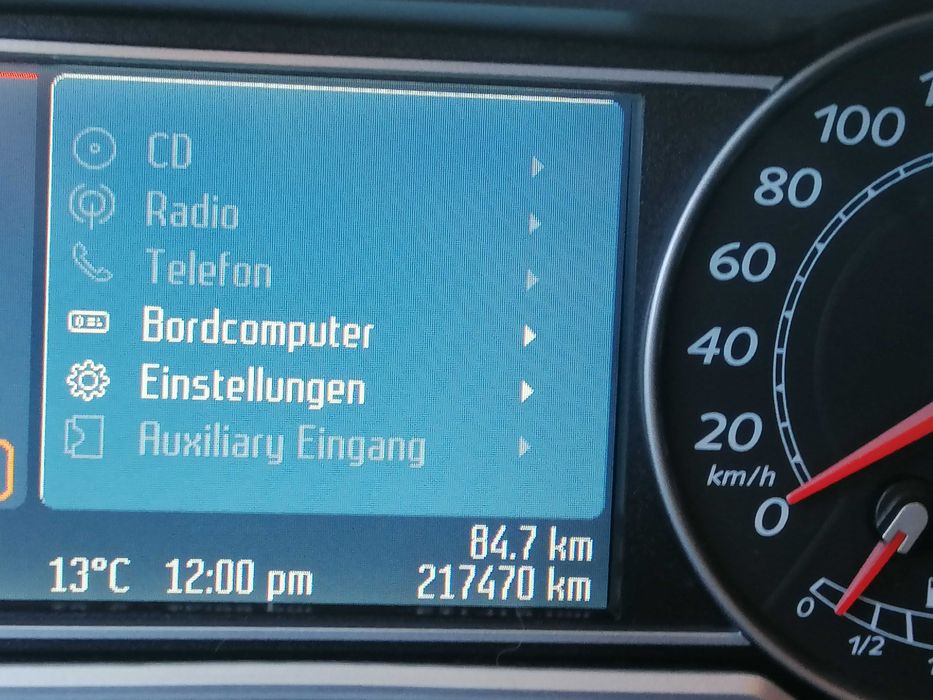 CD
Radio
Telefon
Bordcomputer
Einstellungen
Auxiliary Eingang
84.7 km
13°C 12:00 pm 217470 km
100
80
60
40
20
km/h
0
0
1/2